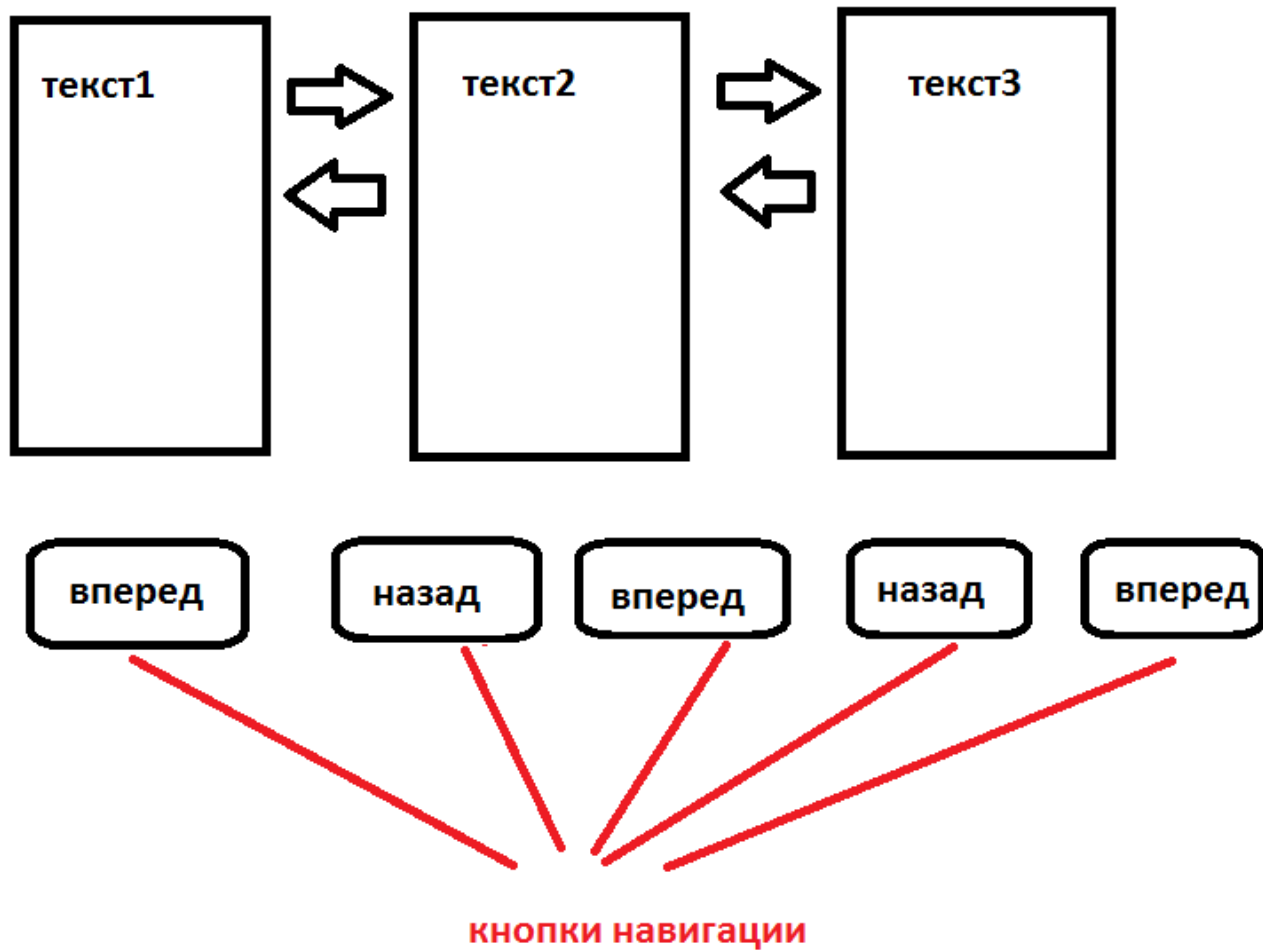 текст1
текст2
текст3
вперед
назад
вперед
назад
вперед
кнопки навигации